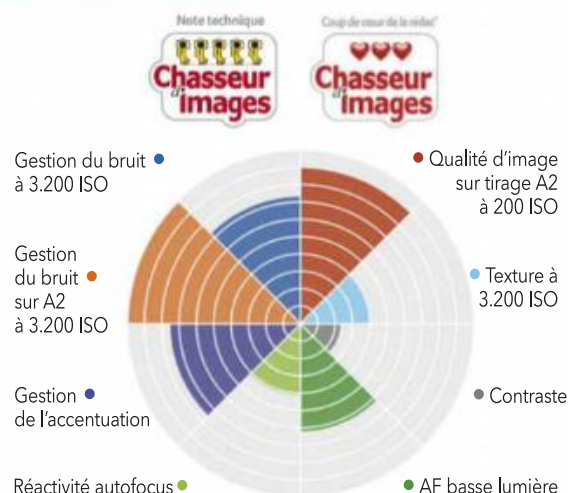 Note technique
Coup de cœur de la rédac'
Chasseur
d'images
Chasseur
d'images
Gestion du bruit
à 3.200 ISO
Qualité d'image
sur tirage A2
à 200 ISO
Gestion
du bruit
sur A2
à 3.200 ISO
Texture à
3.200 ISO
Gestion
de l'accentuation
Contraste
Réactivité autofocus
AF basse lumière